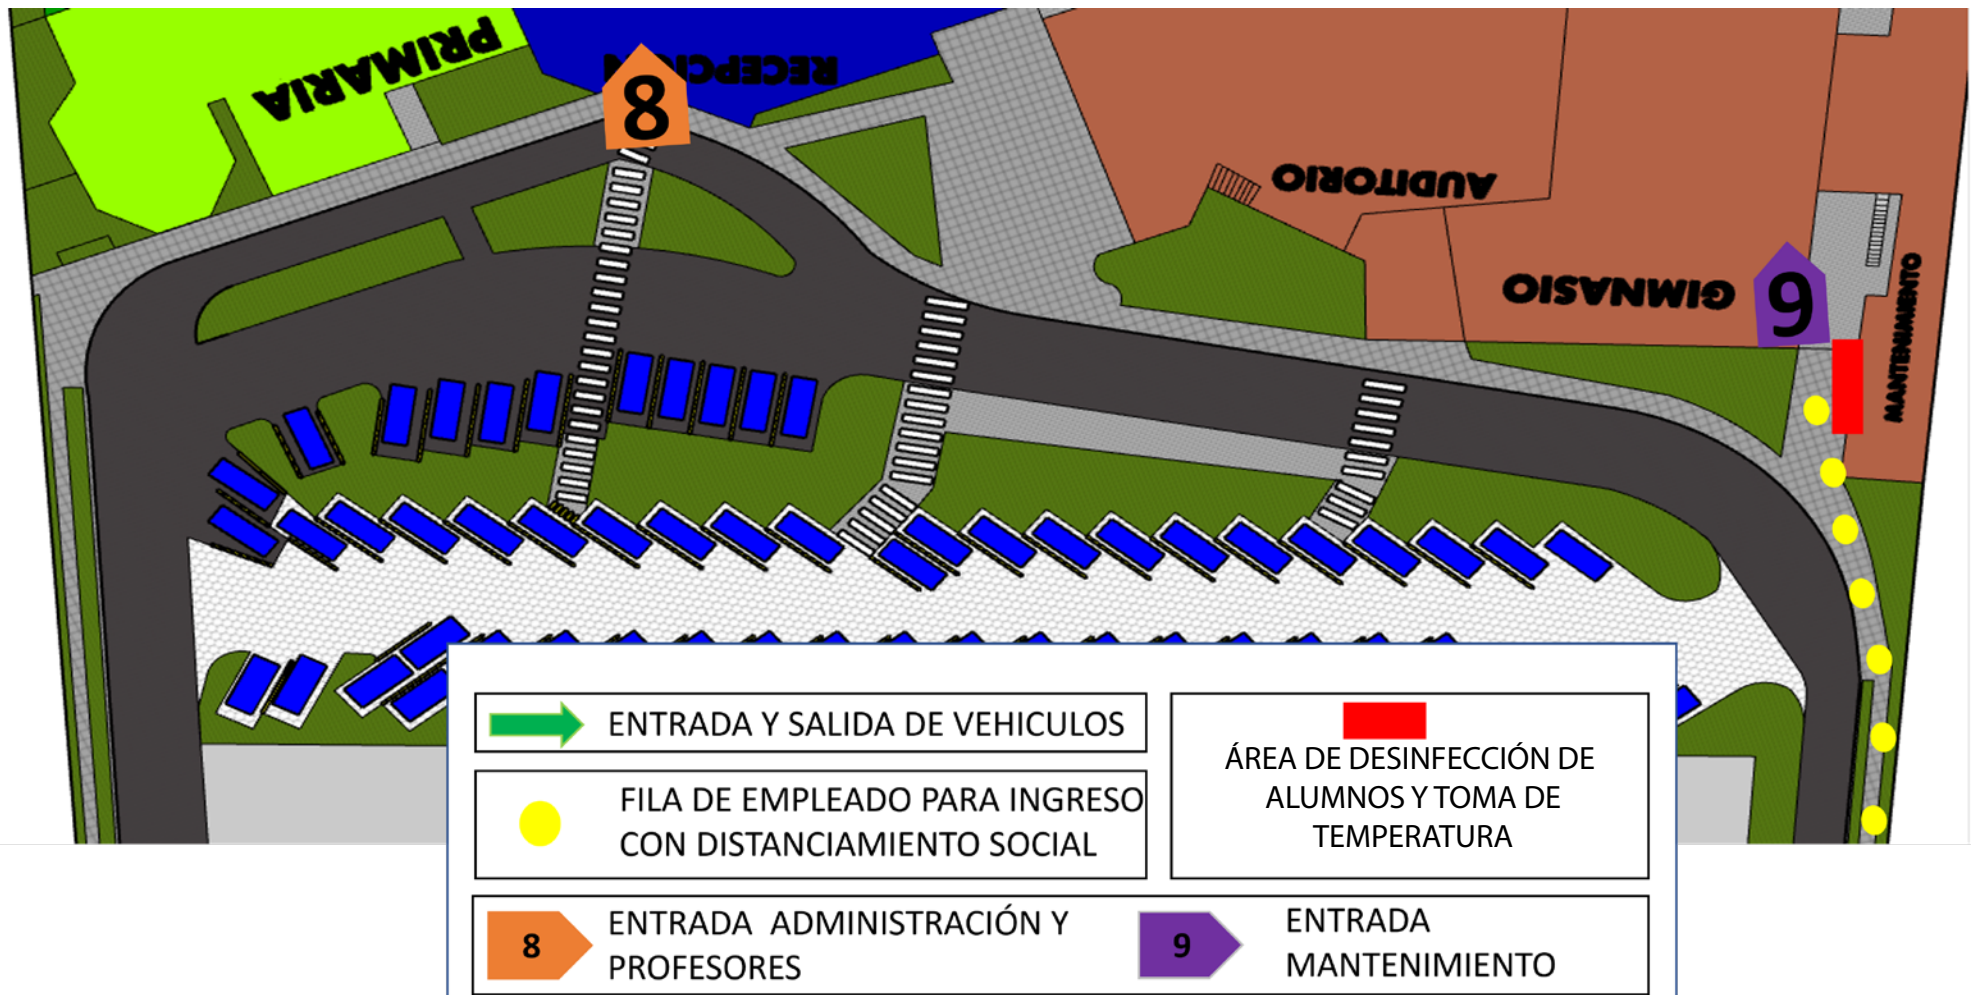 PRIMARIA
RECEPCIÓN
8
AUDITORIO
GIMNASIO
9
MANTENIMIENTO
ENTRADA Y SALIDA DE VEHICULOS
FILA DE EMPLEADO PARA INGRESO
CON DISTANCIAMIENTO SOCIAL
ÁREA DE DESINFECCIÓN DE
ALUMNOS Y TOMA DE
TEMPERATURA
8
ENTRADA ADMINISTRACIÓN Y
PROFESORES
9
ENTRADA
MANTENIMIENTO